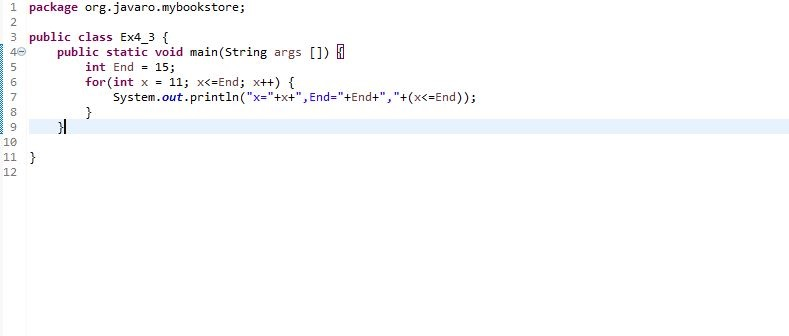 1 package org.javaro.mybookstore;
2
3 public class Ex4_3 {
4 public static void main(String args []) {
5 int End = 15;
6 for(int x = 11; x<=End; x++) {
7 System.out.println("x="+x+",End="+End+","+(x<=End));
8 }
9 }
10
11 }
12